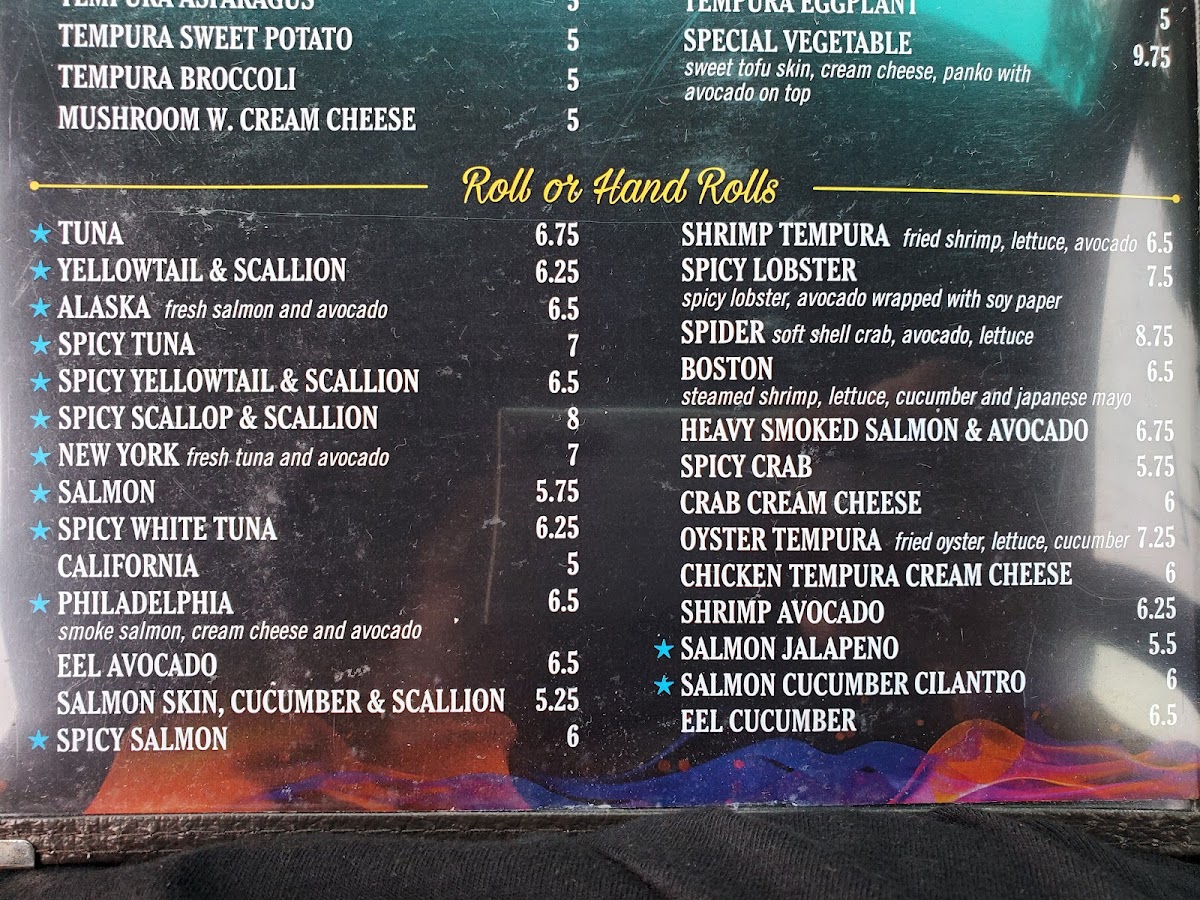 TEMPURA ASPARAGUS 5
TEMPURA SWEET POTATO 5
TEMPURA BROCCOLI 5
MUSHROOM W. CREAM CHEESE 5
TEMPURA EGGPLANT 5
SPECIAL VEGETABLE 9.75
sweet tofu skin, cream cheese, panko with
avocado on top
Roll or Hand Rolls
TUNA 6.75
YELLOWTAIL & SCALLION 6.25
ALASKA fresh salmon and avocado 6.5
SPICY TUNA 7
SPICY YELLOWTAIL & SCALLION 6.5
SPICY SCALLOP & SCALLION 8
NEW YORK fresh tuna and avocado 7
SALMON 5.75
SPICY WHITE TUNA 6.25
CALIFORNIA 5
PHILADELPHIA 6.5
smoke salmon, cream cheese and avocado
EEL AVOCADO 6.5
SALMON SKIN, CUCUMBER & SCALLION 5.25
SPICY SALMON 6
SHRIMP TEMPURA fried shrimp, lettuce, avocado 6.5
SPICY LOBSTER 7.5
spicy lobster, avocado wrapped with soy paper
SPIDER soft shell crab, avocado, lettuce 8.75
BOSTON 6.5
steamed shrimp, lettuce, cucumber and japanese mayo
HEAVY SMOKED SALMON & AVOCADO 6.75
SPICY CRAB 5.75
CRAB CREAM CHEESE 6
OYSTER TEMPURA fried oyster, lettuce, cucumber 7.25
CHICKEN TEMPURA CREAM CHEESE 6
SHRIMP AVOCADO 6.25
SALMON JALAPENO 5.5
SALMON CUCUMBER CILANTRO 6
EEL CUCUMBER 6.5